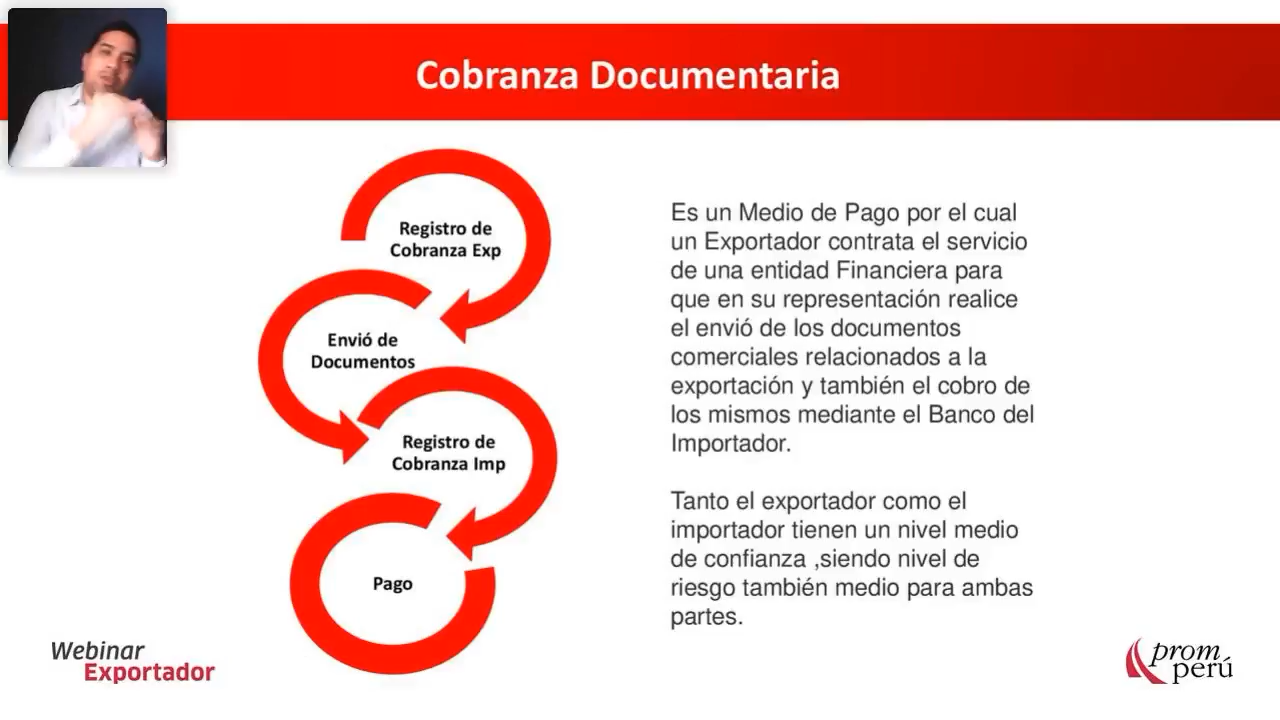 Cobranza Documentaria
Registro de
Cobranza Exp
Envió de
Documentos
Registro de
Cobranza Imp
Pago
Es un Medio de Pago por el cual
un Exportador contrata el servicio
de una entidad Financiera para
que en su representación realice
el envió de los documentos
comerciales relacionados a la
exportación y también el cobro de
los mismos mediante el Banco del
Importador.
Tanto el exportador como el
importador tienen un nivel medio
de confianza ,siendo nivel de
riesgo también medio para ambas
partes.
Webinar
Exportador
prom
perú